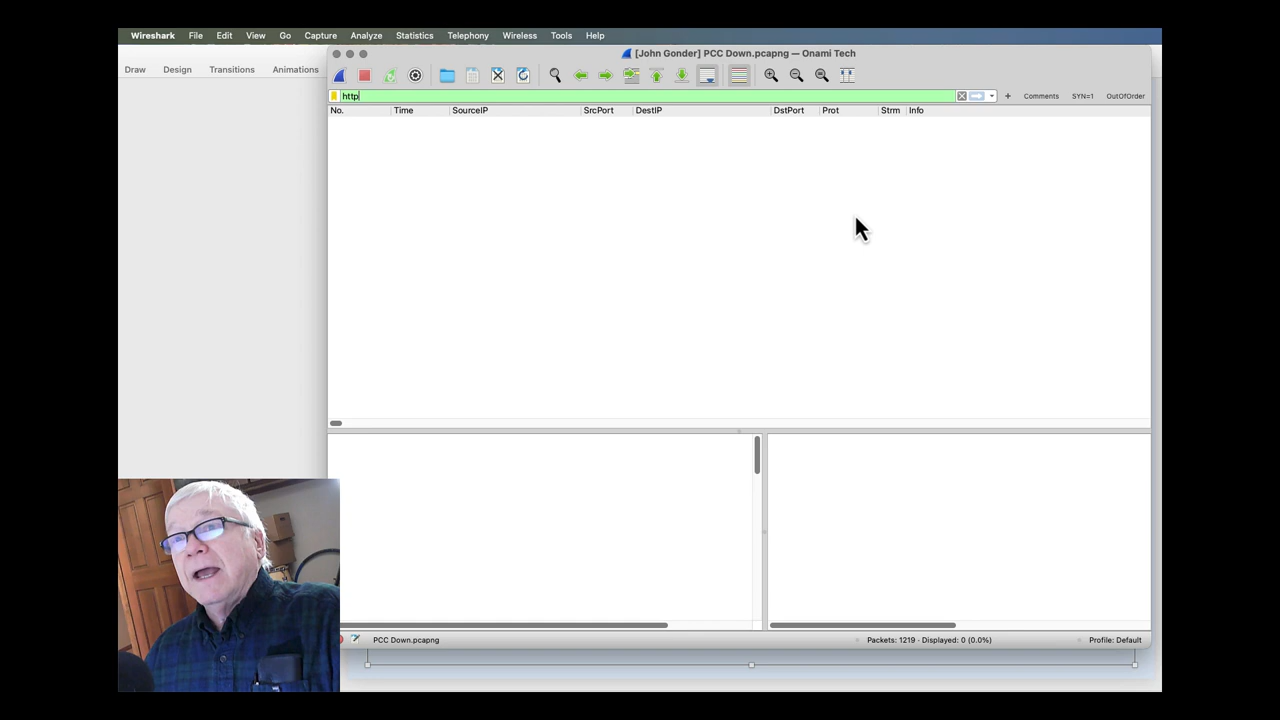 Wireshark File Edit View Go Capture Analyze Statistics Telephony Wireless Tools Help
[John Gonder] PCC Down.pcapng — Onami Tech
Draw Design Transitions Animations
http
+ Comments SYN=1 OutOfOrder
No. Time SourceIP SrcPort DestIP DstPort Prot Strm Info
PCC Down.pcapng Packets: 1219 · Displayed: 0 (0.0%) Profile: Default